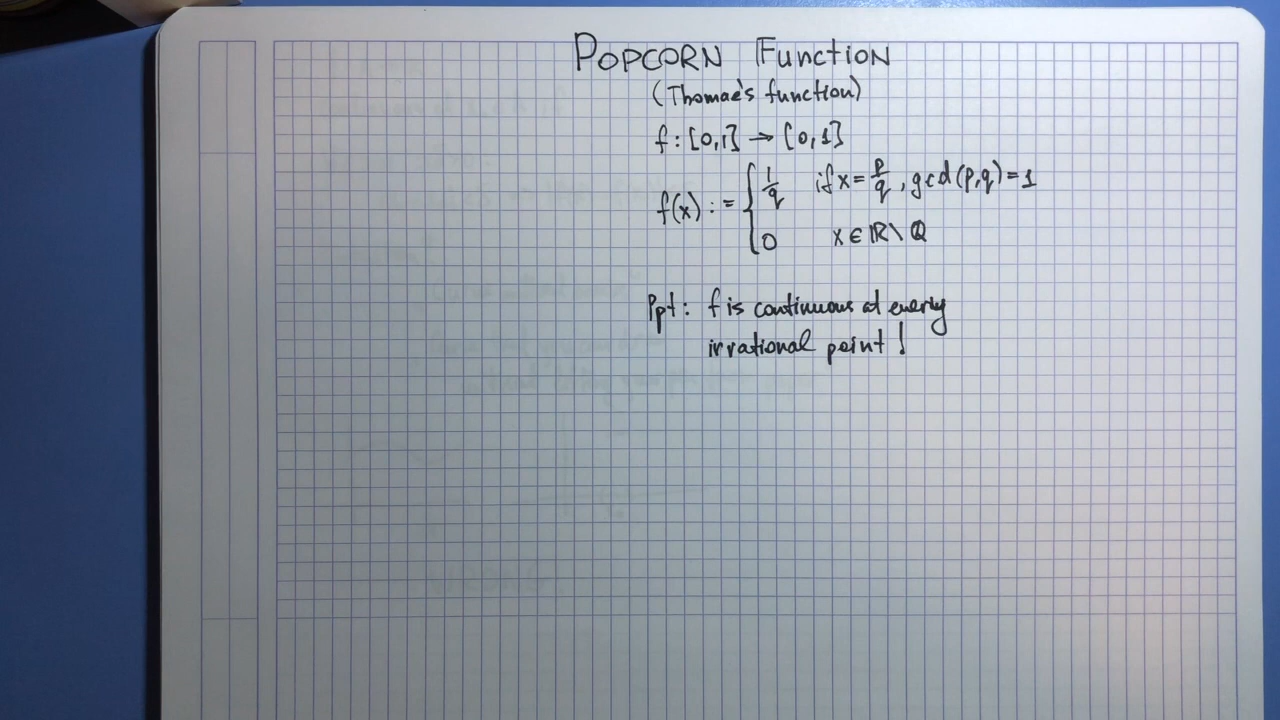 POPCORN Function
(Thomae's function)
f : [0,1] → [0,1]
f(x) := { 1/q if x = p/q , gcd(p,q) = 1
0 x ∈ ℝ \ ℚ
Ppt : f is continuous at every
irrational point !